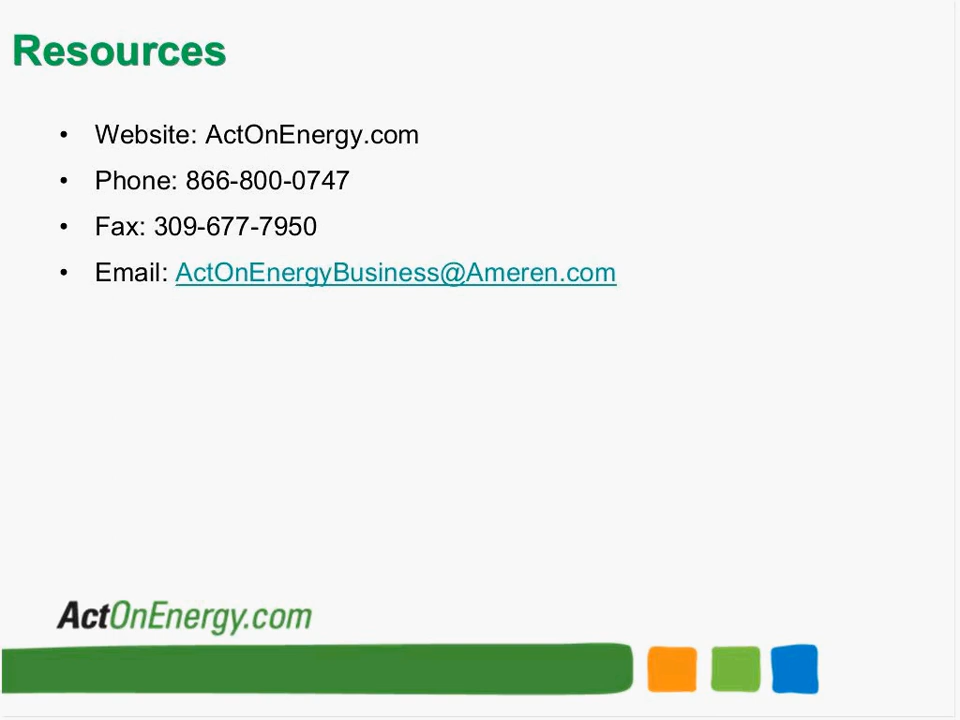 Resources
• Website: ActOnEnergy.com
• Phone: 866-800-0747
• Fax: 309-677-7950
• Email: ActOnEnergyBusiness@Ameren.com
ActOnEnergy.com